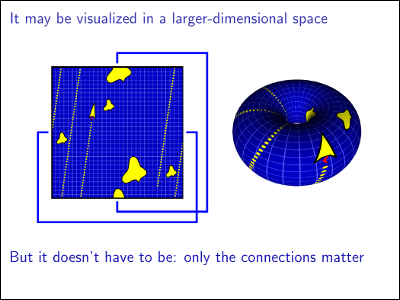 It may be visualized in a larger-dimensional space
But it doesn't have to be: only the connections matter